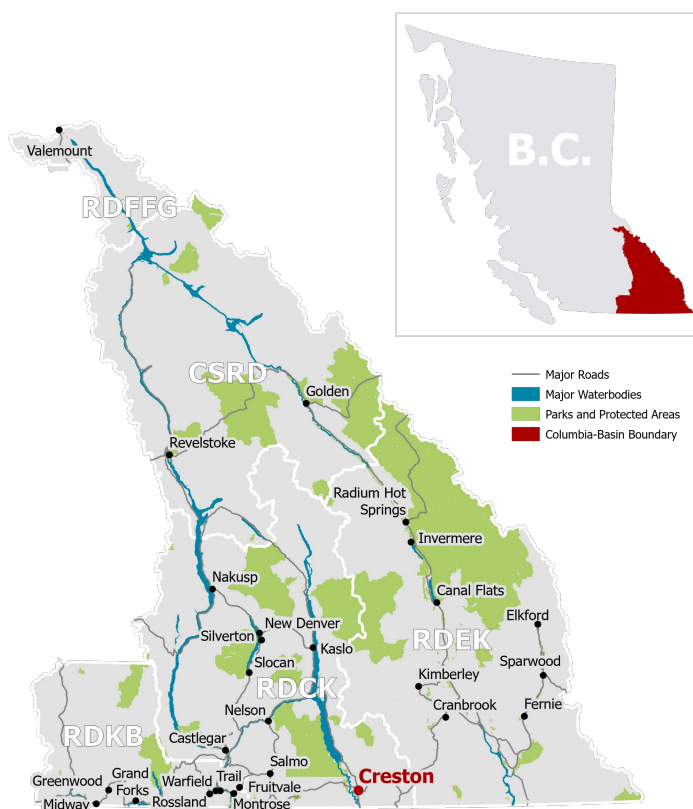 B.C.
Valemount
RDFFG
CSRD
Golden
Revelstoke
Major Roads
Major Waterbodies
Parks and Protected Areas
Columbia-Basin Boundary
Radium Hot
Springs
Invermere
Nakusp
Canal Flats
New Denver
Silverton
Kaslo
Elkford
RDEK
Slocan
Sparwood
RDCK
Kimberley
Nelson
Cranbrook
Fernie
RDKB
Castlegar
Salmo
Creston
Greenwood
Grand
Forks
Warfield
Trail
Fruitvale
Midway
Rossland
Montrose